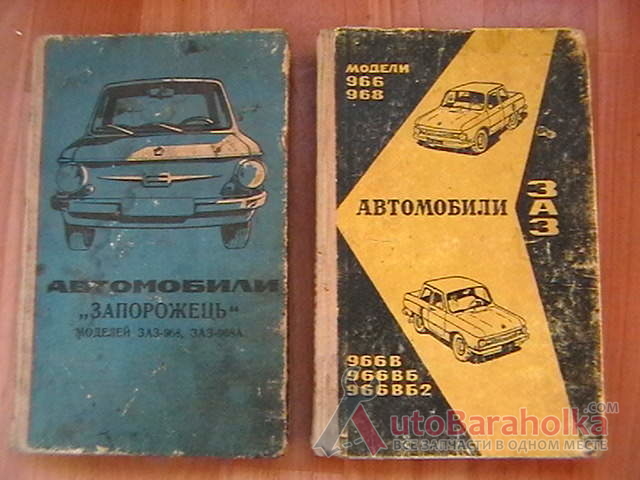 АВТОМОБИЛИ
„ЗАПОРОЖЕЦЬ"
МОДЕЛЕЙ ЗАЗ-968, ЗАЗ-968А
МОДЕЛИ
966
968
АВТОМОБИЛИ
ЗАЗ
966В
966ВБ
966ВБ2
AutoBaraholka.com
ВСЕ ЗАПЧАСТИ В ОДНОМ МЕСТЕ